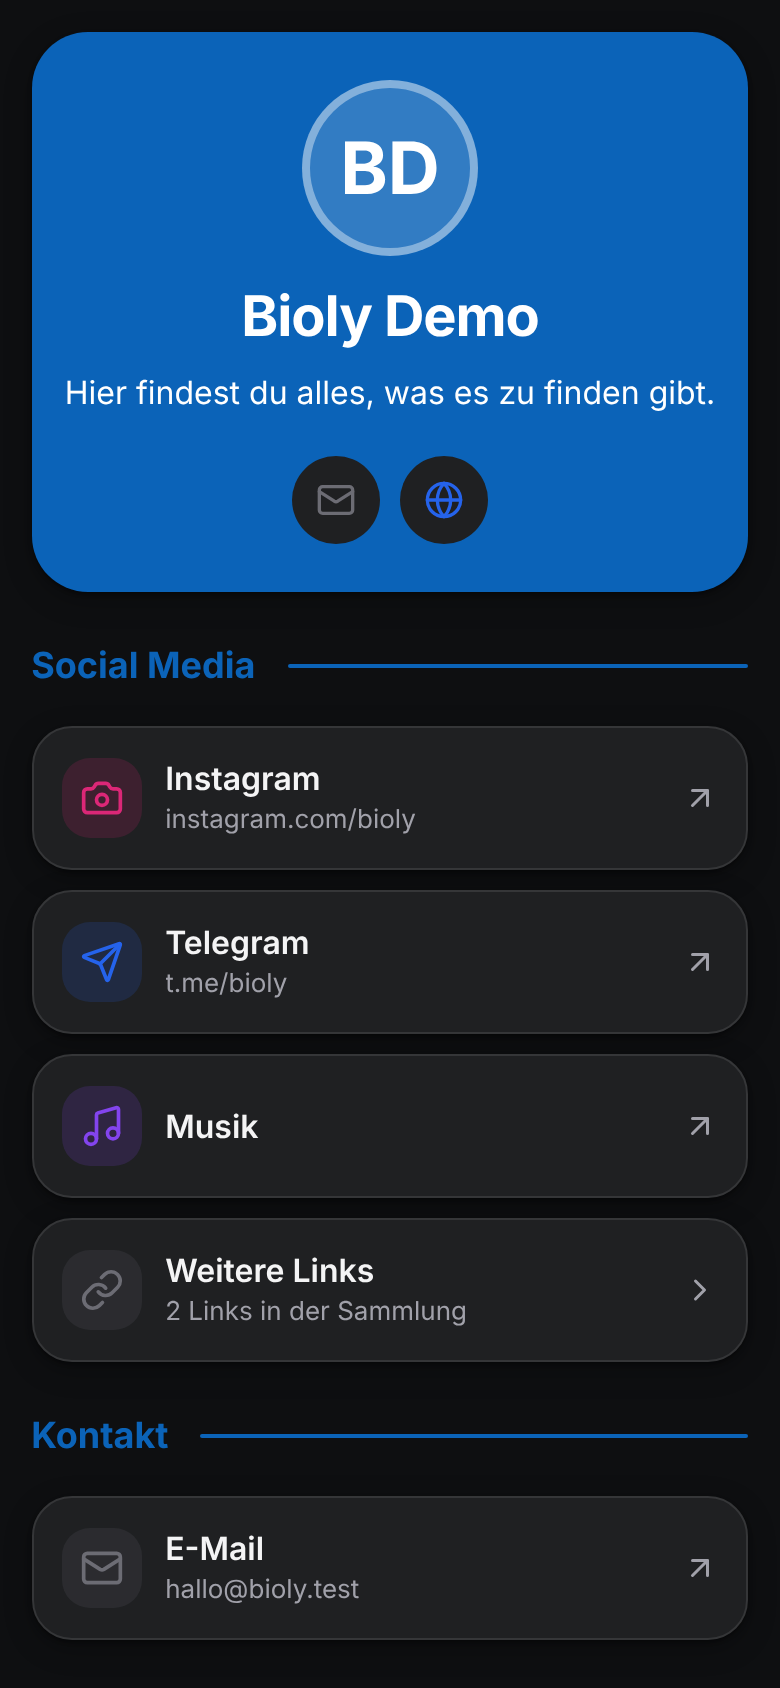 BD
Bioly Demo
Hier findest du alles, was es zu finden gibt.
Social Media
Instagram
instagram.com/bioly
Telegram
t.me/bioly
Musik
Weitere Links
2 Links in der Sammlung
Kontakt
E-Mail
hallo@bioly.test